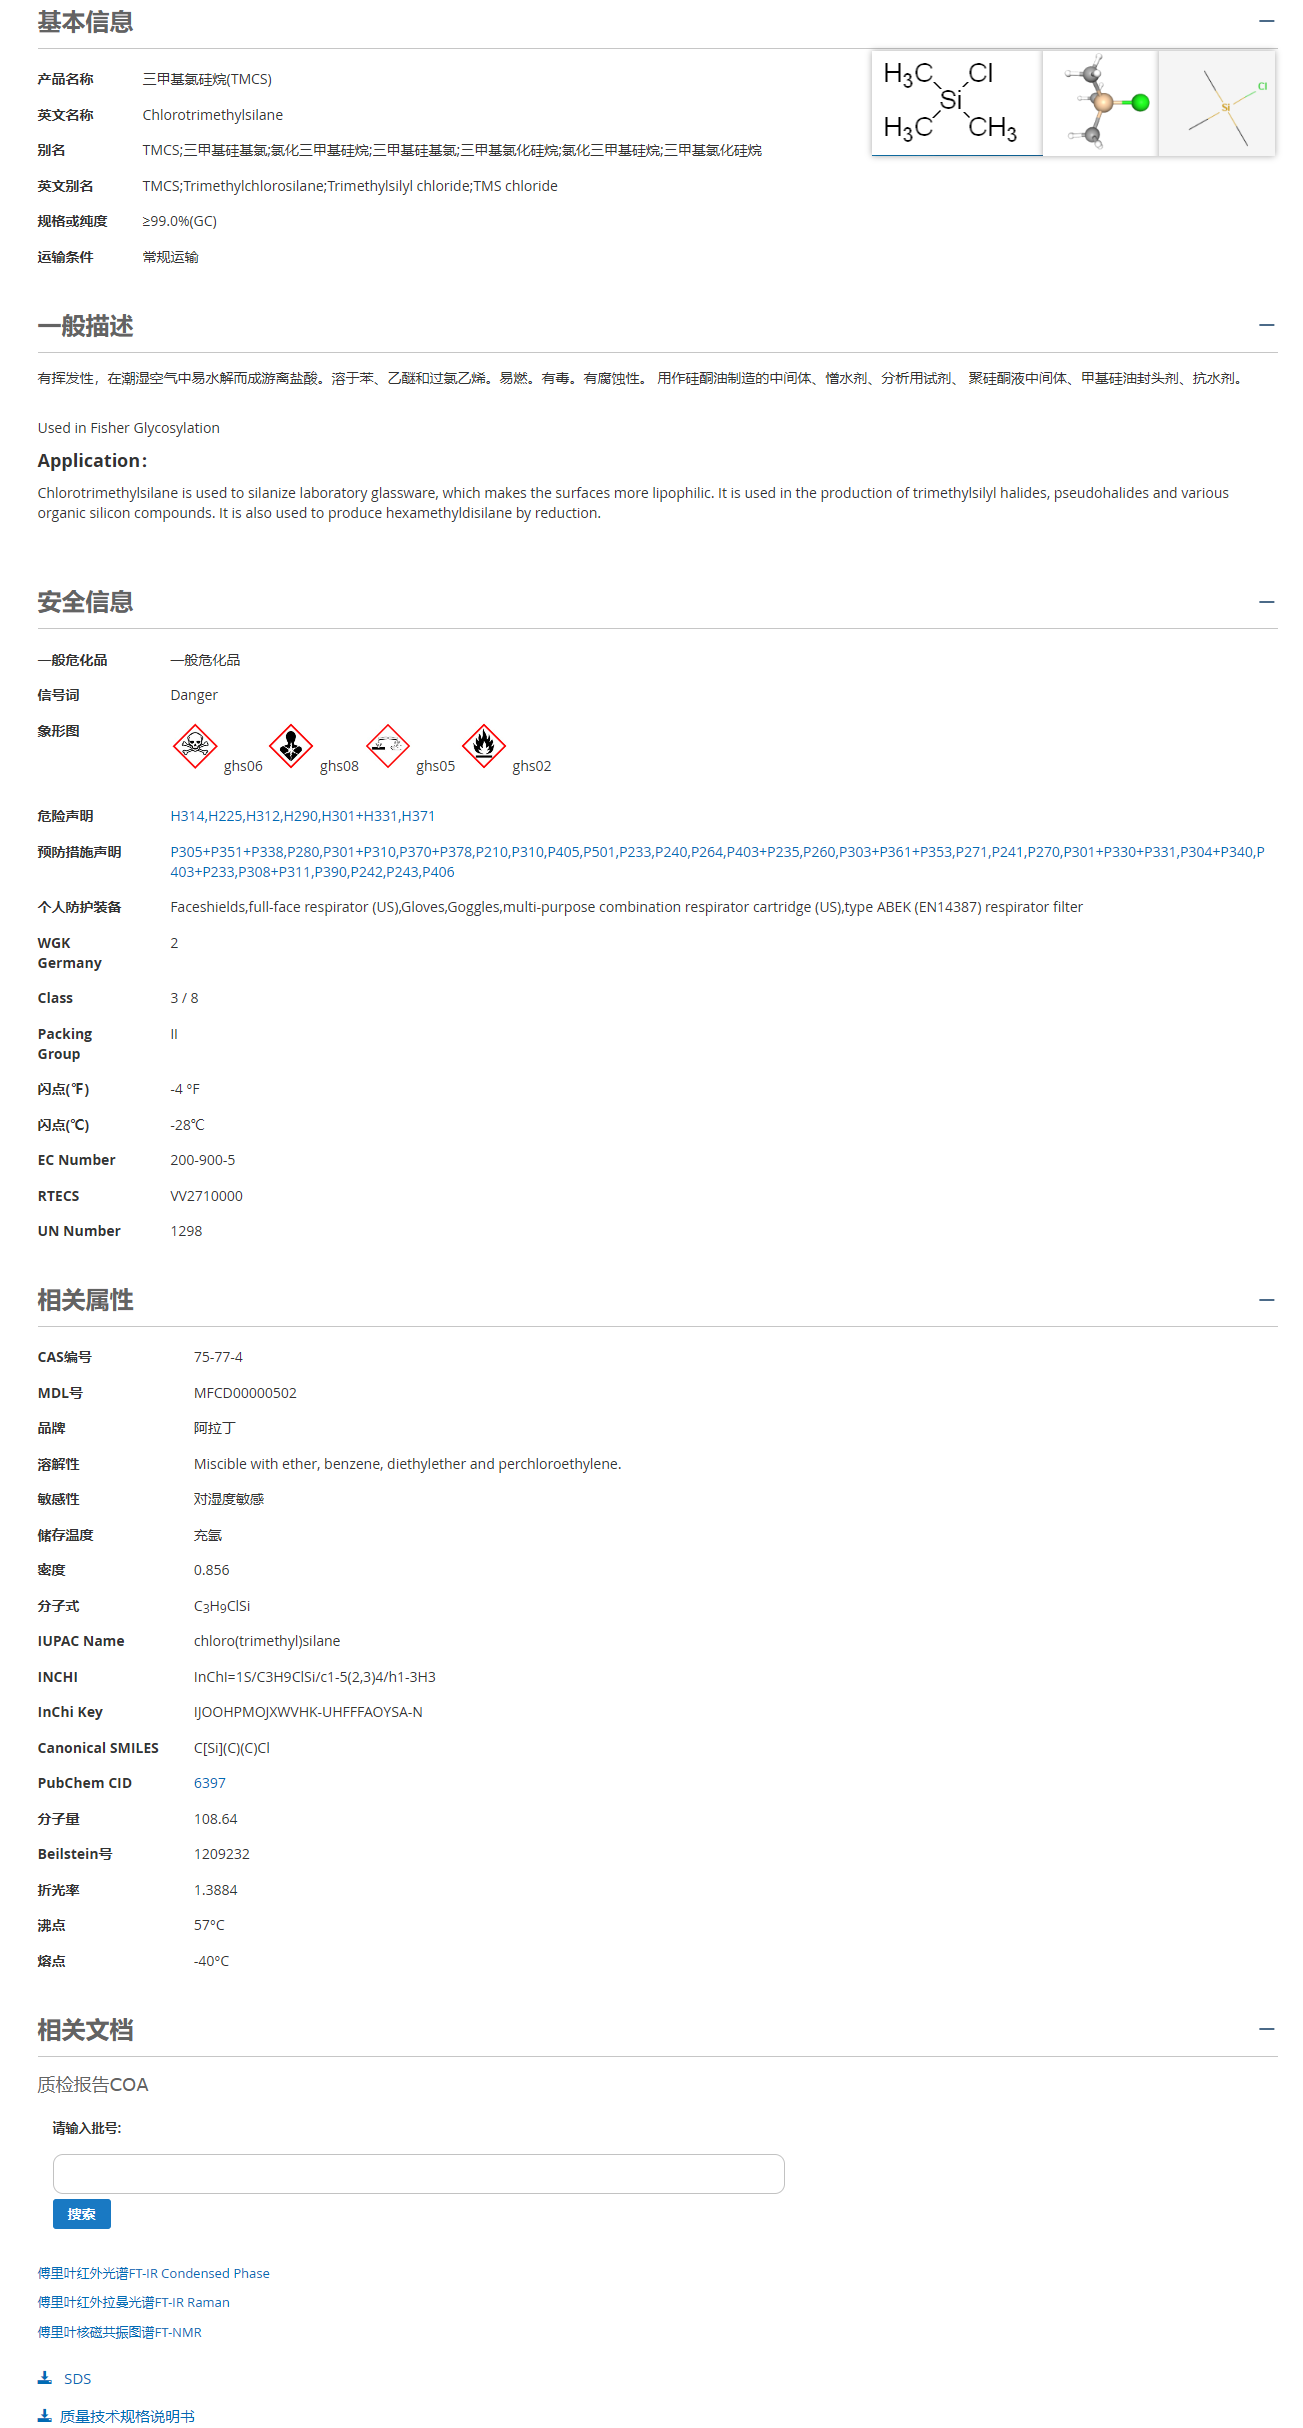 基本信息
产品名称 三甲基氯硅烷(TMCS)
英文名称 Chlorotrimethylsilane
别名 TMCS;三甲基硅基氯;氯化三甲基硅烷;三甲基硅基氯;三甲基氯化硅烷;氯化三甲基硅烷;三甲基氯化硅烷
英文别名 TMCS;Trimethylchlorosilane;Trimethylsilyl chloride;TMS chloride
规格或纯度 ≥99.0%(GC)
运输条件 常规运输
H3C Cl
Si
H3C CH3
Cl
Si
一般描述
有挥发性，在潮湿空气中易水解而成游离盐酸。溶于苯、乙醚和过氯乙烯。易燃。有毒。有腐蚀性。 用作硅酮油制造的中间体、憎水剂、分析用试剂、 聚硅酮液中间体、甲基硅油封头剂、抗水剂。
Used in Fisher Glycosylation
Application：
Chlorotrimethylsilane is used to silanize laboratory glassware, which makes the surfaces more lipophilic. It is used in the production of trimethylsilyl halides, pseudohalides and various
organic silicon compounds. It is also used to produce hexamethyldisilane by reduction.
安全信息
一般危化品 一般危化品
信号词 Danger
象形图 ghs06 ghs08 ghs05 ghs02
危险声明 H314,H225,H312,H290,H301+H331,H371
预防措施声明 P305+P351+P338,P280,P301+P310,P370+P378,P210,P310,P405,P501,P233,P240,P264,P403+P235,P260,P303+P361+P353,P271,P241,P270,P301+P330+P331,P304+P340,P
403+P233,P308+P311,P390,P242,P243,P406
个人防护装备 Faceshields,full-face respirator (US),Gloves,Goggles,multi-purpose combination respirator cartridge (US),type ABEK (EN14387) respirator filter
WGK 2
Germany
Class 3 / 8
Packing II
Group
闪点(℉) -4 °F
闪点(℃) -28℃
EC Number 200-900-5
RTECS VV2710000
UN Number 1298
相关属性
CAS编号 75-77-4
MDL号 MFCD00000502
品牌 阿拉丁
溶解性 Miscible with ether, benzene, diethylether and perchloroethylene.
敏感性 对湿度敏感
储存温度 充氩
密度 0.856
分子式 C3H9ClSi
IUPAC Name chloro(trimethyl)silane
INCHI InChI=1S/C3H9ClSi/c1-5(2,3)4/h1-3H3
InChi Key IJOOHPMOJXWVHK-UHFFFAOYSA-N
Canonical SMILES C[Si](C)(C)Cl
PubChem CID 6397
分子量 108.64
Beilstein号 1209232
折光率 1.3884
沸点 57°C
熔点 -40°C
相关文档
质检报告COA
请输入批号:
搜索
傅里叶红外光谱FT-IR Condensed Phase
傅里叶红外拉曼光谱FT-IR Raman
傅里叶核磁共振图谱FT-NMR
SDS
质量技术规格说明书